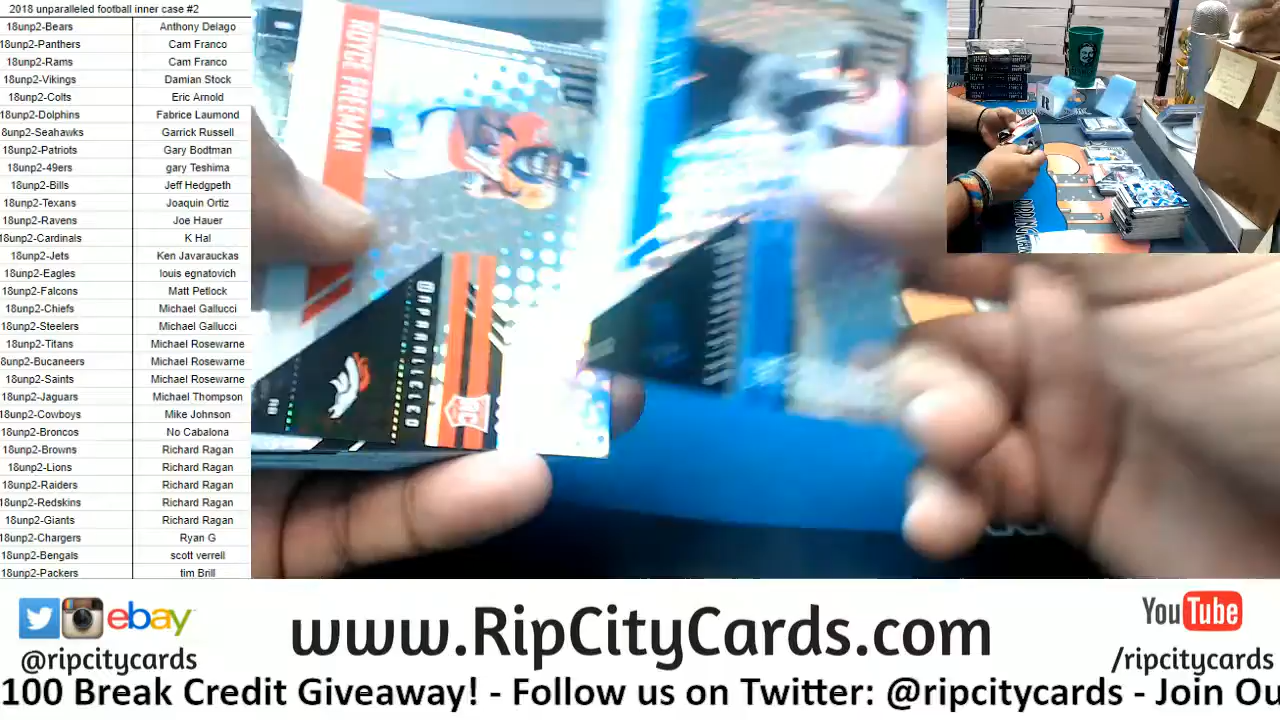 2018 unparalleled football inner case #2
18unp2-Bears Anthony Delago
18unp2-Panthers Cam Franco
18unp2-Rams Cam Franco
18unp2-Vikings Damian Stock
18unp2-Colts Eric Arnold
18unp2-Dolphins Fabrice Laumond
8unp2-Seahawks Garrick Russell
18unp2-Patriots Gary Bodtman
18unp2-49ers gary Teshima
18unp2-Bills Jeff Hedgpeth
18unp2-Texans Joaquin Ortiz
18unp2-Ravens Joe Hauer
18unp2-Cardinals K Hal
18unp2-Jets Ken Javarauckas
18unp2-Eagles louis egnatovich
18unp2-Falcons Matt Petlock
18unp2-Chiefs Michael Gallucci
18unp2-Steelers Michael Gallucci
18unp2-Titans Michael Rosewarne
8unp2-Bucaneers Michael Rosewarne
18unp2-Saints Michael Rosewarne
18unp2-Jaguars Michael Thompson
18unp2-Cowboys Mike Johnson
18unp2-Broncos No Cabalona
18unp2-Browns Richard Ragan
18unp2-Lions Richard Ragan
18unp2-Raiders Richard Ragan
18unp2-Redskins Richard Ragan
18unp2-Giants Richard Ragan
18unp2-Chargers Ryan G
18unp2-Bengals scott verrell
18unp2-Packers tim Brill
ROYCE FREEMAN
UNPARALLELED
RB
RC
ebay
@ripcitycards
www.RipCityCards.com
YouTube
/ripcitycards
100 Break Credit Giveaway! - Follow us on Twitter: @ripcitycards - Join Ou